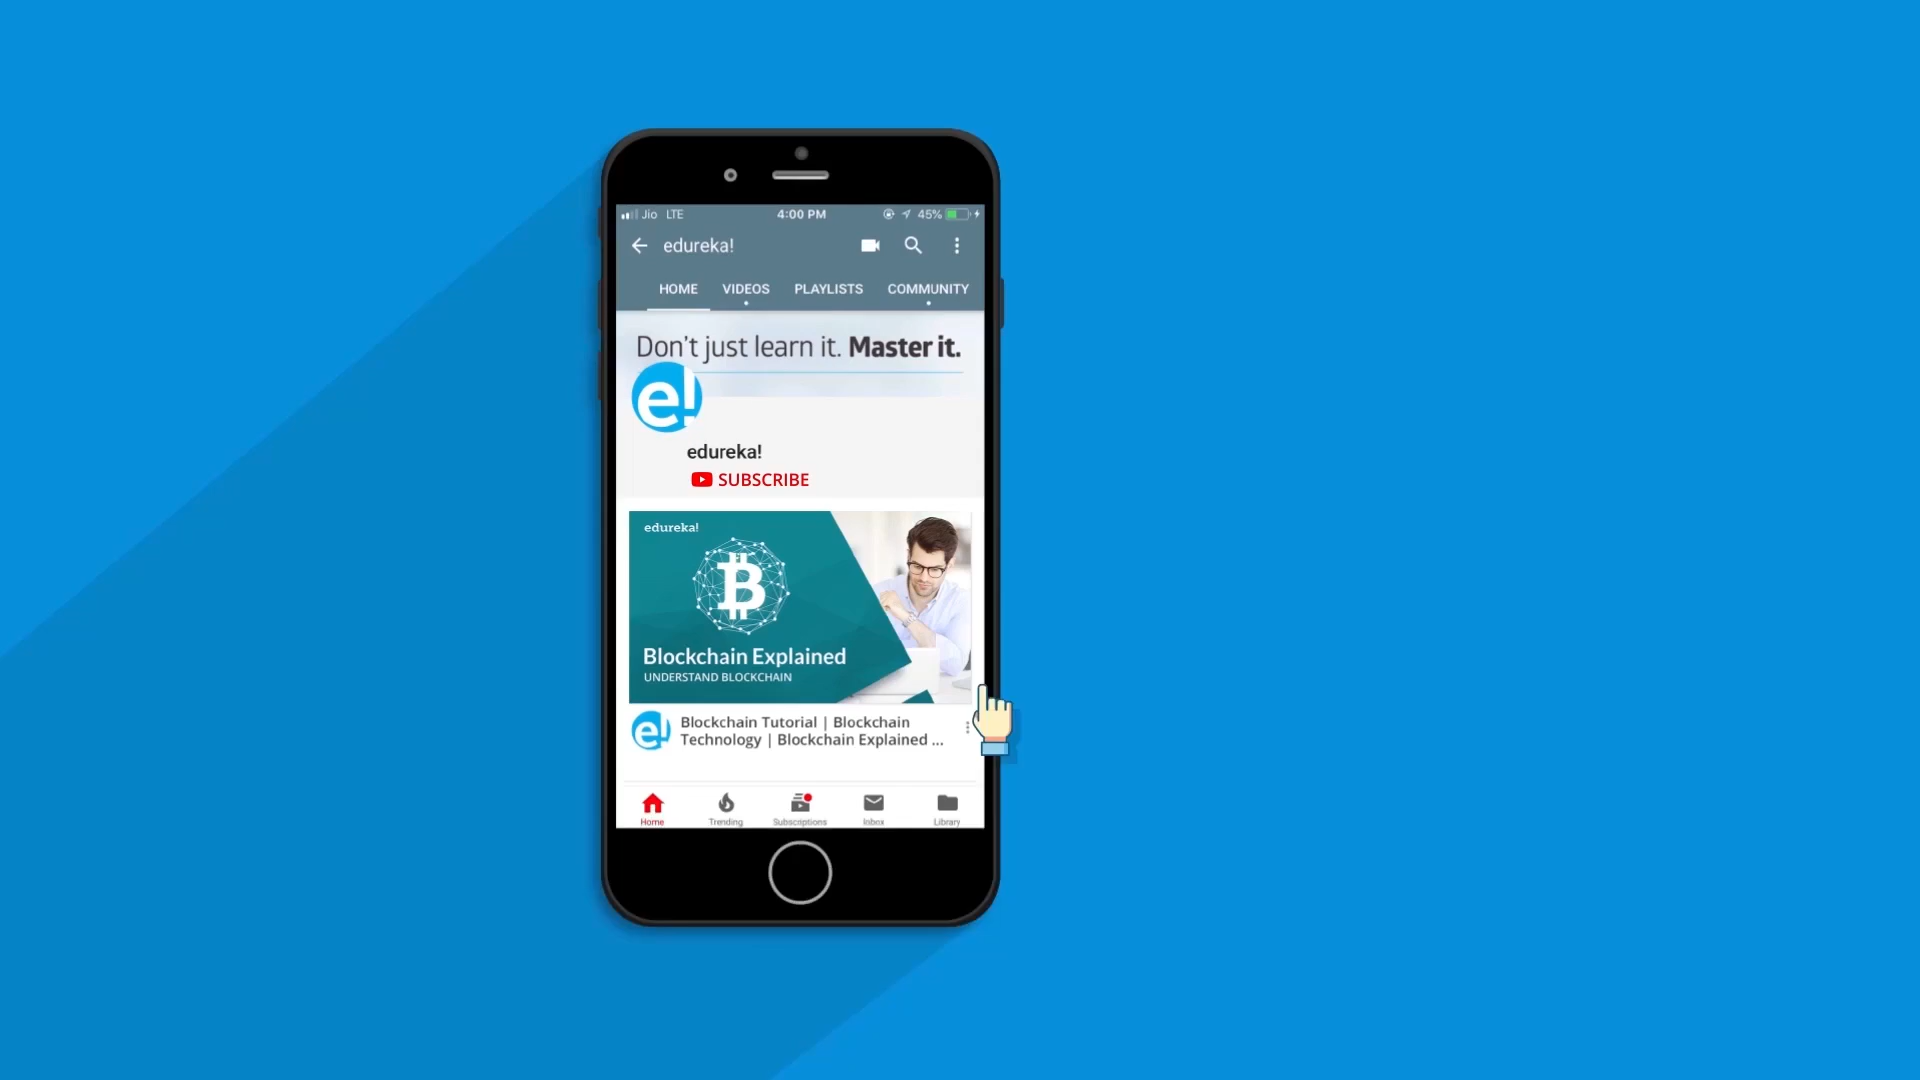 Jio LTE 4:00 PM 45%
edureka!
HOME VIDEOS PLAYLISTS COMMUNITY
Don't just learn it. Master it.
e!
edureka!
SUBSCRIBE
edureka!
B
Blockchain Explained
UNDERSTAND BLOCKCHAIN
e!
Blockchain Tutorial | Blockchain
Technology | Blockchain Explained ...
Home Trending Subscriptions Inbox Library